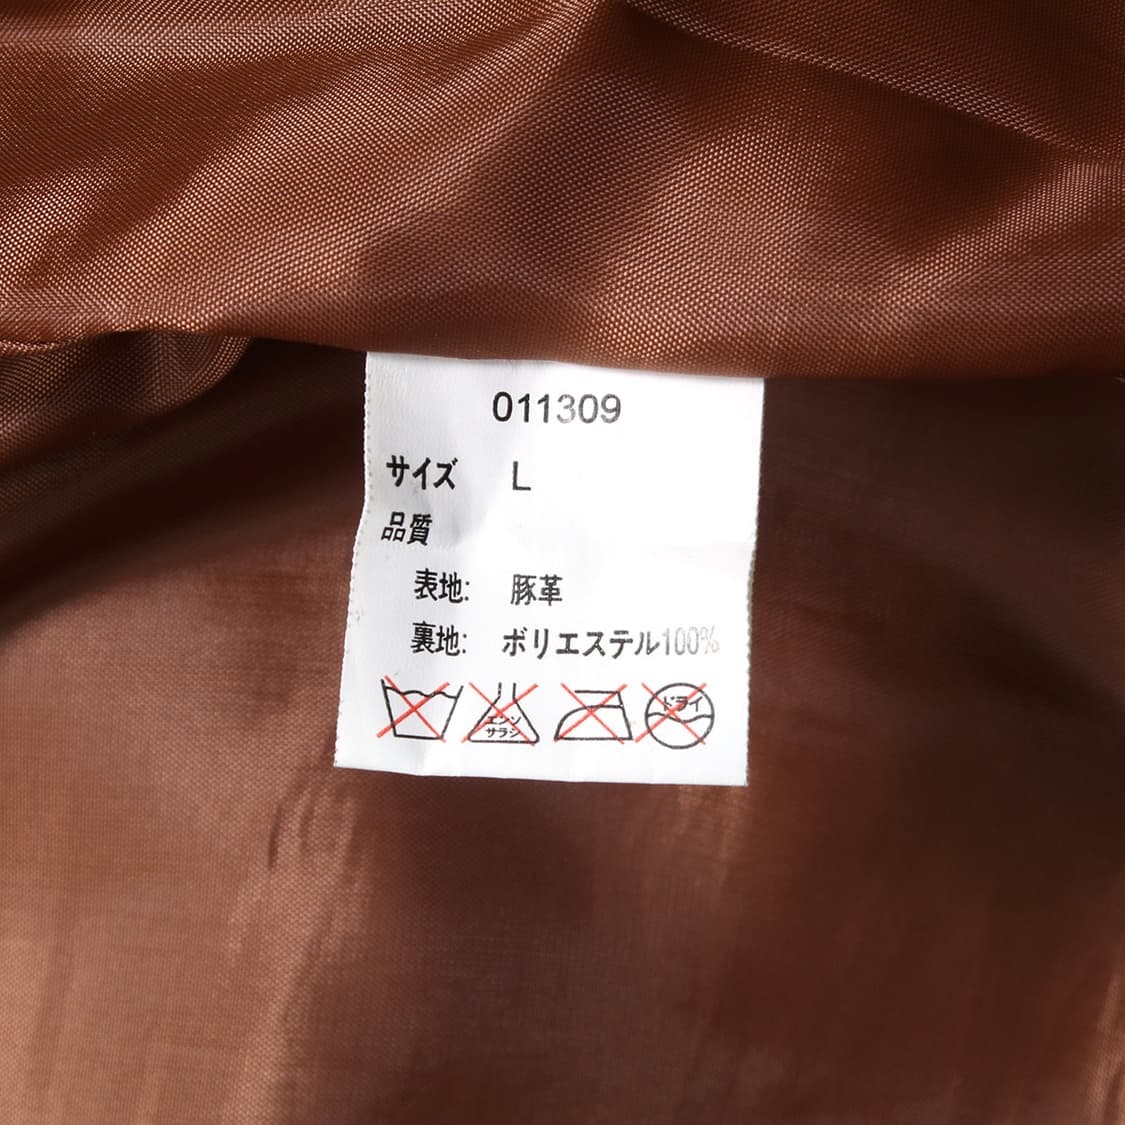 011309
サイズ L
品質
表地: 豚革
裏地: ポリエステル100%
エンソ
サラシ
ドライ